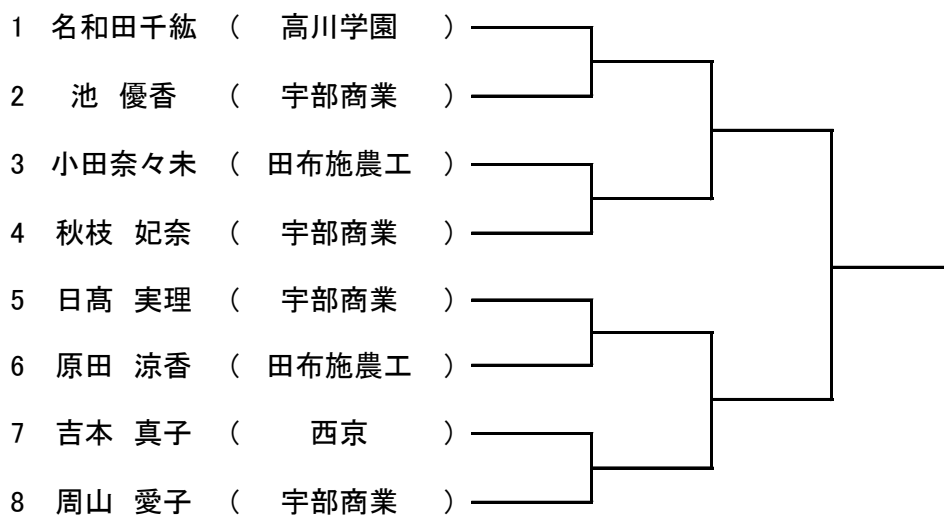 1 名和田千紘 ( 高川学園 )
2 池 優香 ( 宇部商業 )
3 小田奈々未 ( 田布施農工 )
4 秋枝 妃奈 ( 宇部商業 )
5 日髙 実理 ( 宇部商業 )
6 原田 涼香 ( 田布施農工 )
7 吉本 真子 ( 西京 )
8 周山 愛子 ( 宇部商業 )